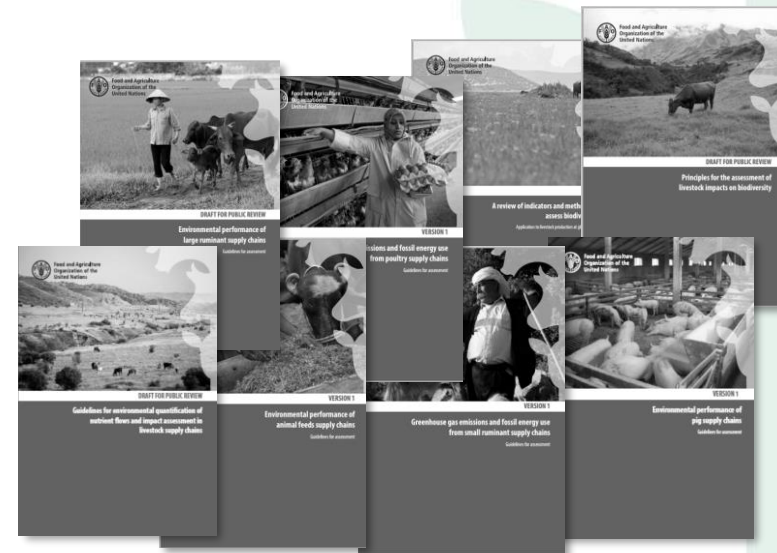 Food and Agriculture
Organization of the
United Nations
DRAFT FOR PUBLIC REVIEW
Environmental performance of
large ruminant supply chains
Guidelines for assessment
Food and Agriculture
Organization of the
United Nations
VERSION 1
issions and fossil energy use
from poultry supply chains
Guidelines for assessment
Food and Agriculture
Organization of the
United Nations
A review of indicators and meth
assess biodiv
Application to livestock production at gl
Food and Agriculture
Organization of the
United Nations
DRAFT FOR PUBLIC REVIEW
Principles for the assessment of
livestock impacts on biodiversity
Food and Agriculture
Organization of the
United Nations
DRAFT FOR PUBLIC REVIEW
Guidelines for environmental quantification of
nutrient flows and impact assessment in
livestock supply chains
VERSION 1
Environmental performance of
animal feeds supply chains
Guidelines for assessment
VERSION 1
Greenhouse gas emissions and fossil energy use
from small ruminant supply chains
Guidelines for assessment
Food and Agriculture
Organization of the
United Nations
VERSION 1
Environmental performance of
pig supply chains
Guidelines for assessment